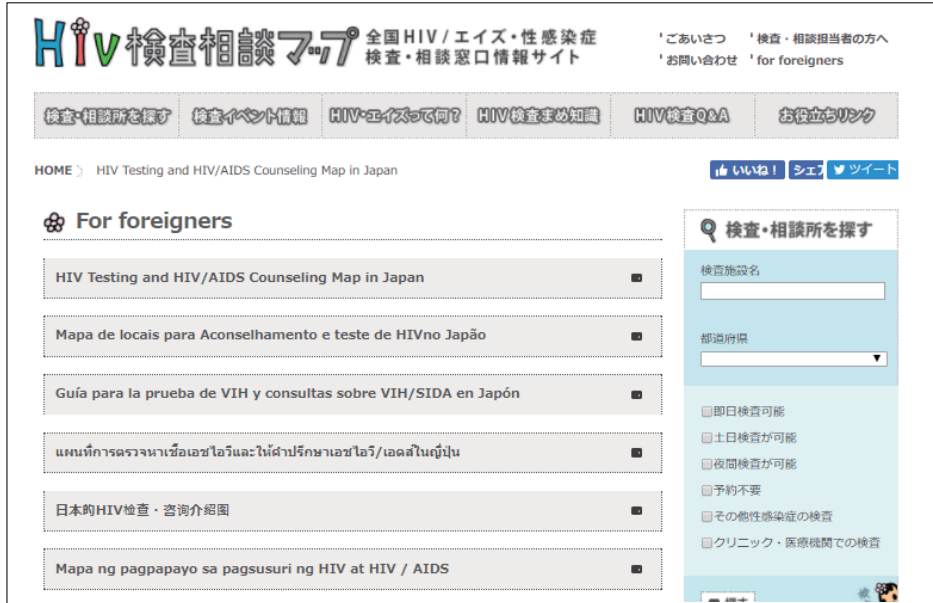 HIV検査相談マップ
全国HIV/エイズ・性感染症
検査・相談窓口情報サイト
'ごあいさつ '検査・相談担当者の方へ
'お問い合わせ 'for foreigners
検査・相談所を探す 検査イベント情報 HIV・エイズって何? HIV検査まめ知識 HIV検査Q&A お役立ちリンク
HOME 〉 HIV Testing and HIV/AIDS Counseling Map in Japan
いいね! シェア ツイート
For foreigners
HIV Testing and HIV/AIDS Counseling Map in Japan
Mapa de locais para Aconselhamento e teste de HIVno Japão
Guía para la prueba de VIH y consultas sobre VIH/SIDA en Japón
แผนที่การตรวจหาเชื้อเอชไอวีและให้คำปรึกษาเอชไอวี/เอดส์ในญี่ปุ่น
日本的HIV检查・咨询介绍图
Mapa ng pagpapayo sa pagsusuri ng HIV at HIV / AIDS
検査・相談所を探す
検査施設名
都道府県
即日検査可能
土日検査が可能
夜間検査が可能
予約不要
その他性感染症の検査
クリニック・医療機関での検査